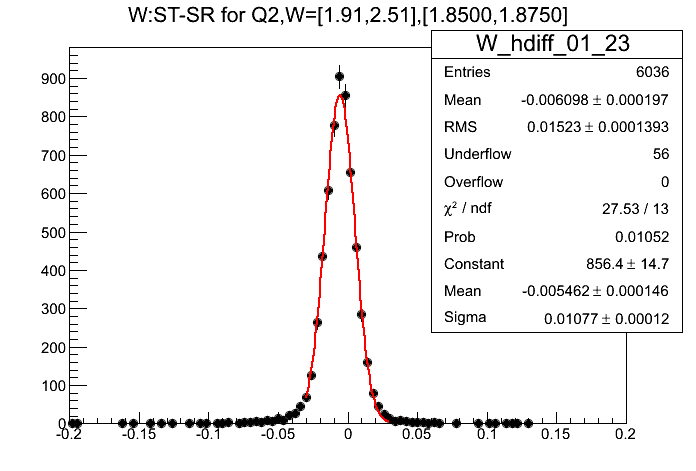 W:ST-SR for Q2,W=[1.91,2.51],[1.8500,1.8750]
W_hdiff_01_23
Entries 6036
Mean -0.006098 ± 0.000197
RMS 0.01523 ± 0.0001393
Underflow 56
Overflow 0
χ² / ndf 27.53 / 13
Prob 0.01052
Constant 856.4 ± 14.7
Mean -0.005462 ± 0.000146
Sigma 0.01077 ± 0.00012
900
800
700
600
500
400
300
200
100
0
-0.2 -0.15 -0.1 -0.05 0 0.05 0.1 0.15 0.2